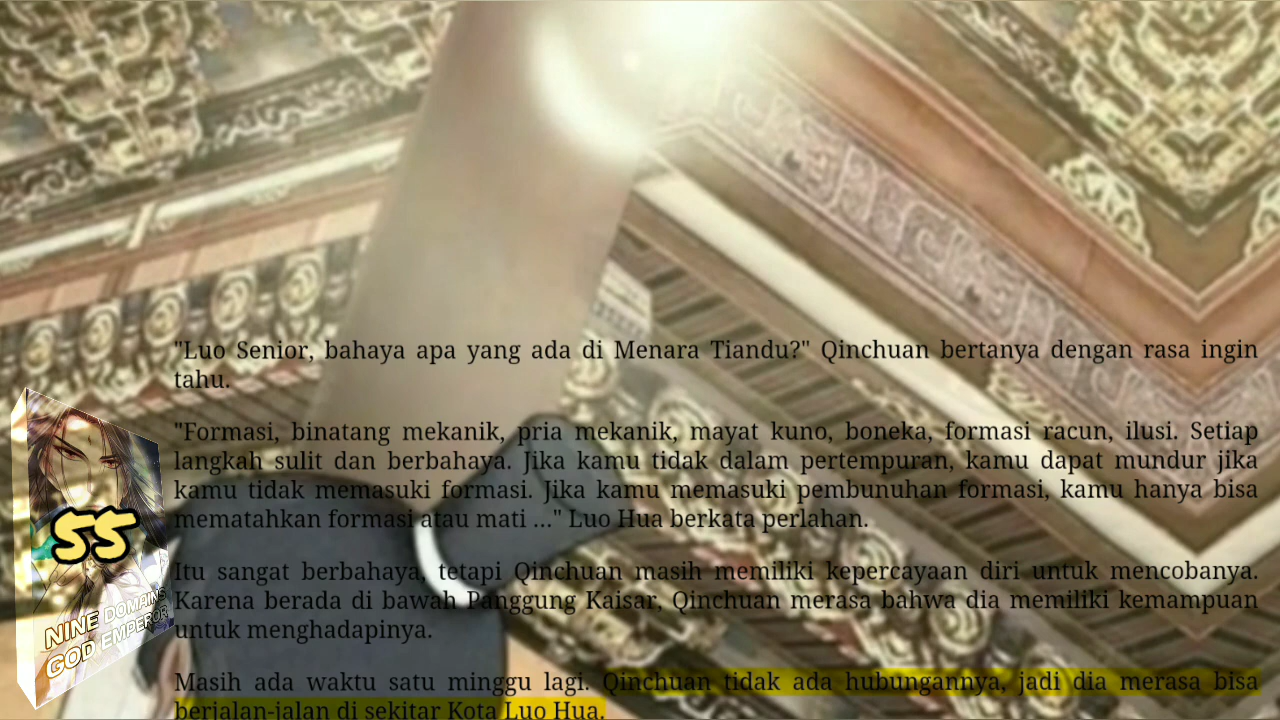 "Luo Senior, bahaya apa yang ada di Menara Tiandu?" Qinchuan bertanya dengan rasa ingin
tahu.
"Formasi, binatang mekanik, pria mekanik, mayat kuno, boneka, formasi racun, ilusi. Setiap
langkah sulit dan berbahaya. Jika kamu tidak dalam pertempuran, kamu dapat mundur jika
kamu tidak memasuki formasi. Jika kamu memasuki pembunuhan formasi, kamu hanya bisa
mematahkan formasi atau mati ..." Luo Hua berkata perlahan.
Itu sangat berbahaya, tetapi Qinchuan masih memiliki kepercayaan diri untuk mencobanya.
Karena berada di bawah Panggung Kaisar, Qinchuan merasa bahwa dia memiliki kemampuan
untuk menghadapinya.
Masih ada waktu satu minggu lagi. Qinchuan tidak ada hubungannya, jadi dia merasa bisa
berjalan-jalan di sekitar Kota Luo Hua.
SS
NINE DOMAINS
GOD EMPEROR